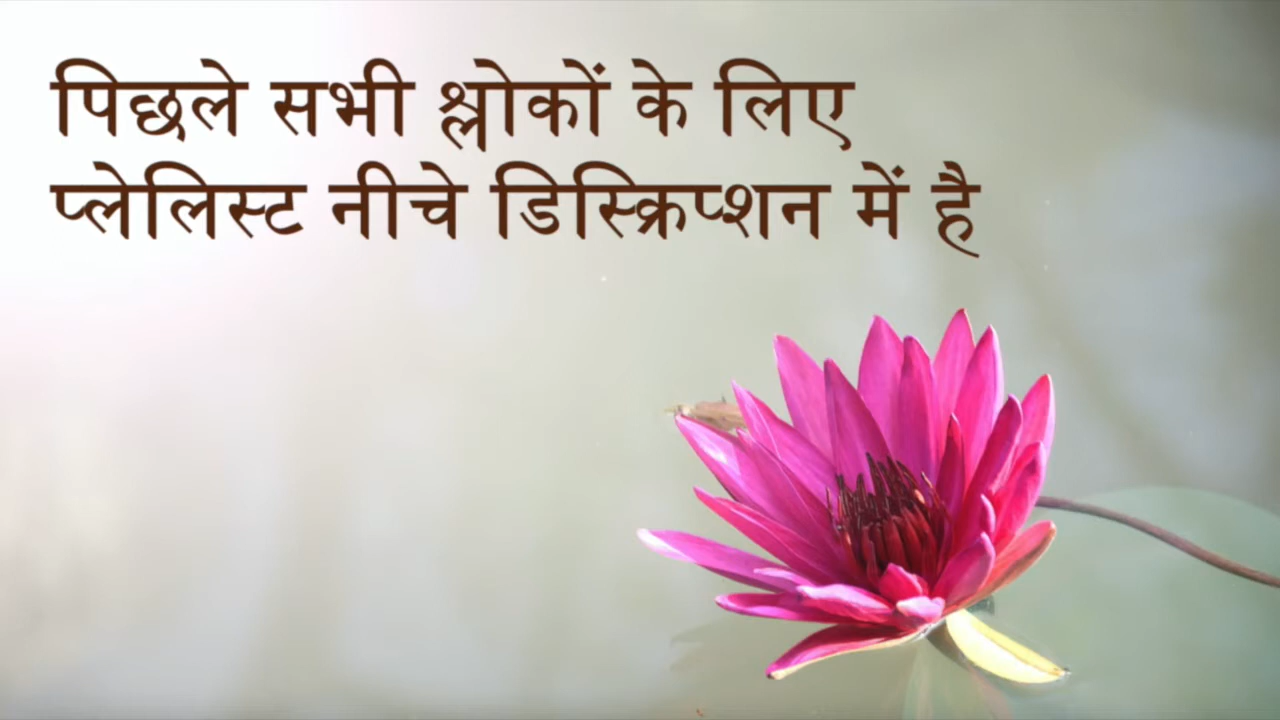 पिछले सभी श्लोकों के लिए
प्लेलिस्ट नीचे डिस्क्रिप्शन में है